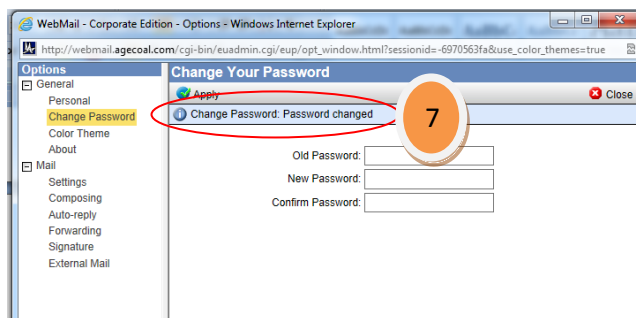 WebMail - Corporate Edition - Options - Windows Internet Explorer
http://webmail.agecoal.com/cgi-bin/euadmin.cgi/eup/opt_window.html?sessionid=-6970563fa&use_color_themes=true
Options
Change Your Password
General
Apply
Close
Personal
Change Password
Change Password: Password changed
7
Color Theme
About
Old Password:
Mail
New Password:
Settings
Confirm Password:
Composing
Auto-reply
Forwarding
Signature
External Mail